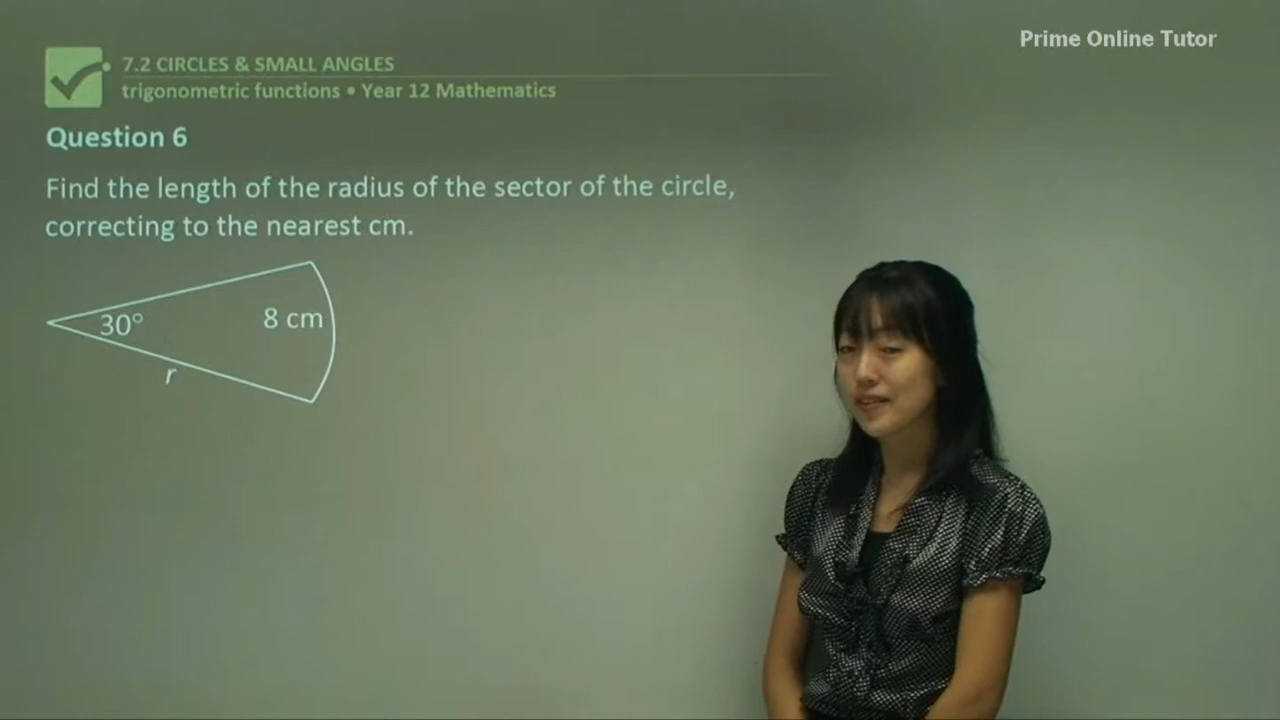 Prime Online Tutor
7.2 CIRCLES & SMALL ANGLES
trigonometric functions • Year 12 Mathematics
Question 6
Find the length of the radius of the sector of the circle,
correcting to the nearest cm.
30°
8 cm
r